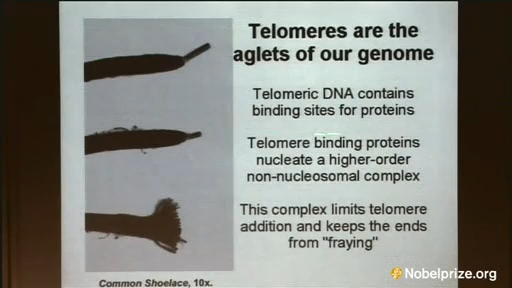 Telomeres are the
aglets of our genome
Telomeric DNA contains
binding sites for proteins
Telomere binding proteins
nucleate a higher-order
non-nucleosomal complex
This complex limits telomere
addition and keeps the ends
from "fraying"
Common Shoelace, 10x.
Nobelprize.org